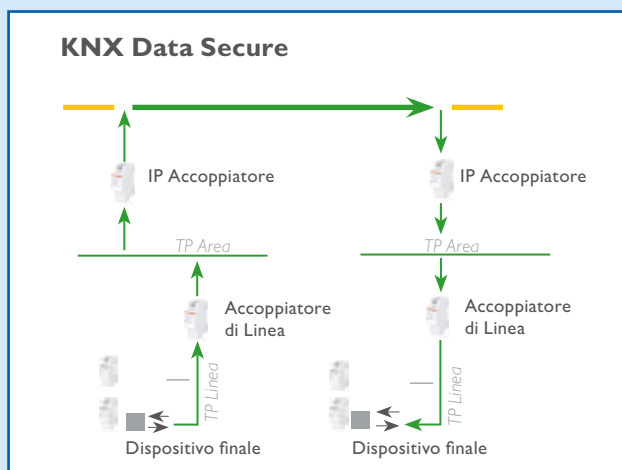 KNX Data Secure
IP Accoppiatore
IP Accoppiatore
TP Area
TP Area
Accoppiatore
di Linea
Accoppiatore
di Linea
TP Linea
TP Linea
Dispositivo finale
Dispositivo finale